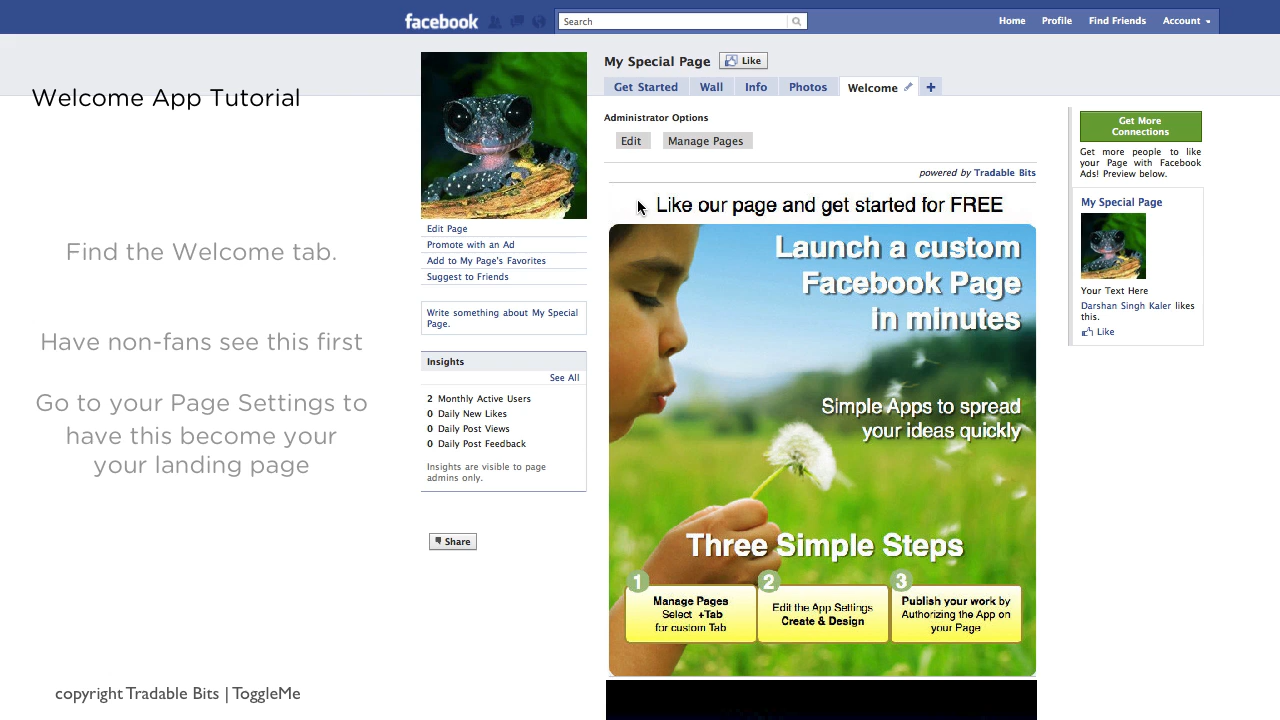 facebook
Search
Home Profile Find Friends Account
Welcome App Tutorial
Find the Welcome tab.
Have non-fans see this first
Go to your Page Settings to
have this become your
your landing page
copyright Tradable Bits | ToggleMe
Edit Page
Promote with an Ad
Add to My Page's Favorites
Suggest to Friends
Write something about My Special
Page.
Insights
See All
2 Monthly Active Users
0 Daily New Likes
0 Daily Post Views
0 Daily Post Feedback
Insights are visible to page
admins only.
Share
My Special Page Like
Get Started Wall Info Photos Welcome +
Administrator Options
Edit Manage Pages
powered by Tradable Bits
Like our page and get started for FREE
Launch a custom
Facebook Page
in minutes
Simple Apps to spread
your ideas quickly
Three Simple Steps
1
Manage Pages
Select +Tab
for custom Tab
2
Edit the App Settings
Create & Design
3
Publish your work by
Authorizing the App on
your Page
Get More
Connections
Get more people to like
your Page with Facebook
Ads! Preview below.
My Special Page
Your Text Here
Darshan Singh Kaler likes
this.
Like